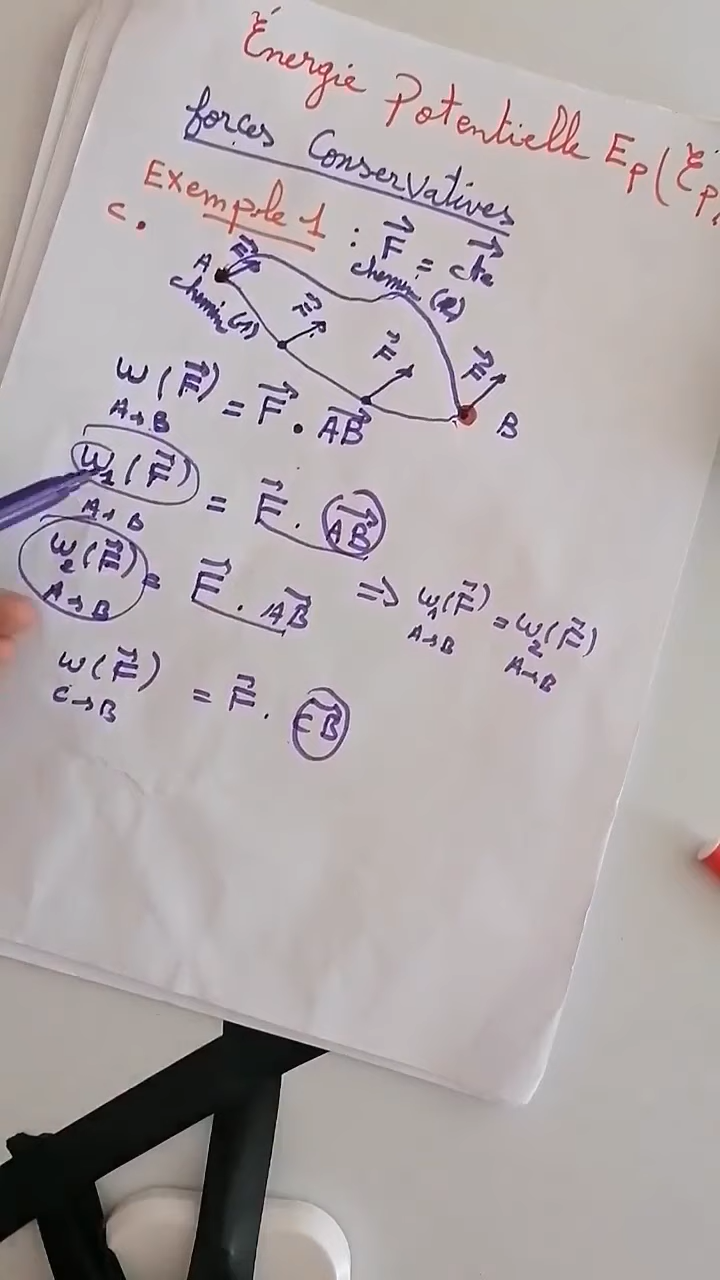 Énergie Potentielle Ep (Ep,
forces Conservatives
Exemple 1 : F⃗ = cte⃗
C.
A F⃗ chemin (2)
chemin (1) F⃗ F⃗ F⃗
B
W(F⃗) = F⃗ . AB⃗
A→B
W₁(F⃗) = F⃗ . AB⃗
A→B
W₂(F⃗) = F⃗ . AB⃗ => W₁(F⃗) = W₂(F⃗)
A→B A→B A→B
W(F⃗) = F⃗ . CB⃗
C→B